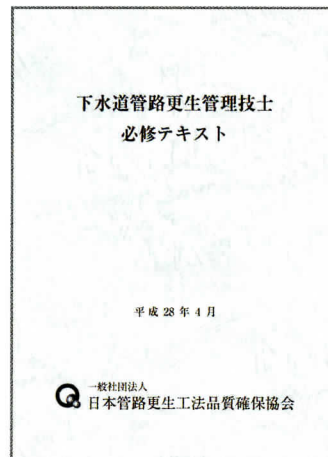 下水道管路更生管理技士
必修テキスト
平成 28 年 4 月
一般社団法人
日本管路更生工法品質確保協会